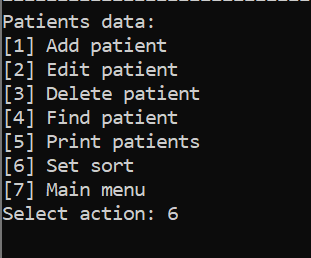 Patients data:
[1] Add patient
[2] Edit patient
[3] Delete patient
[4] Find patient
[5] Print patients
[6] Set sort
[7] Main menu
Select action: 6